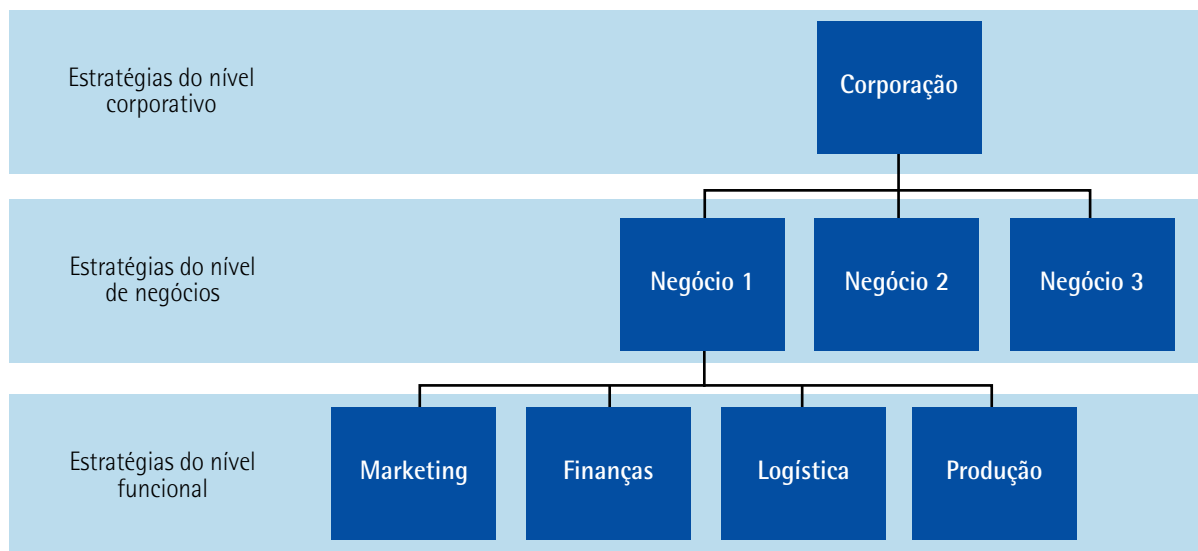 Estratégias do nível
corporativo
Corporação
Estratégias do nível
de negócios
Negócio 1
Negócio 2
Negócio 3
Estratégias do nível
funcional
Marketing
Finanças
Logística
Produção